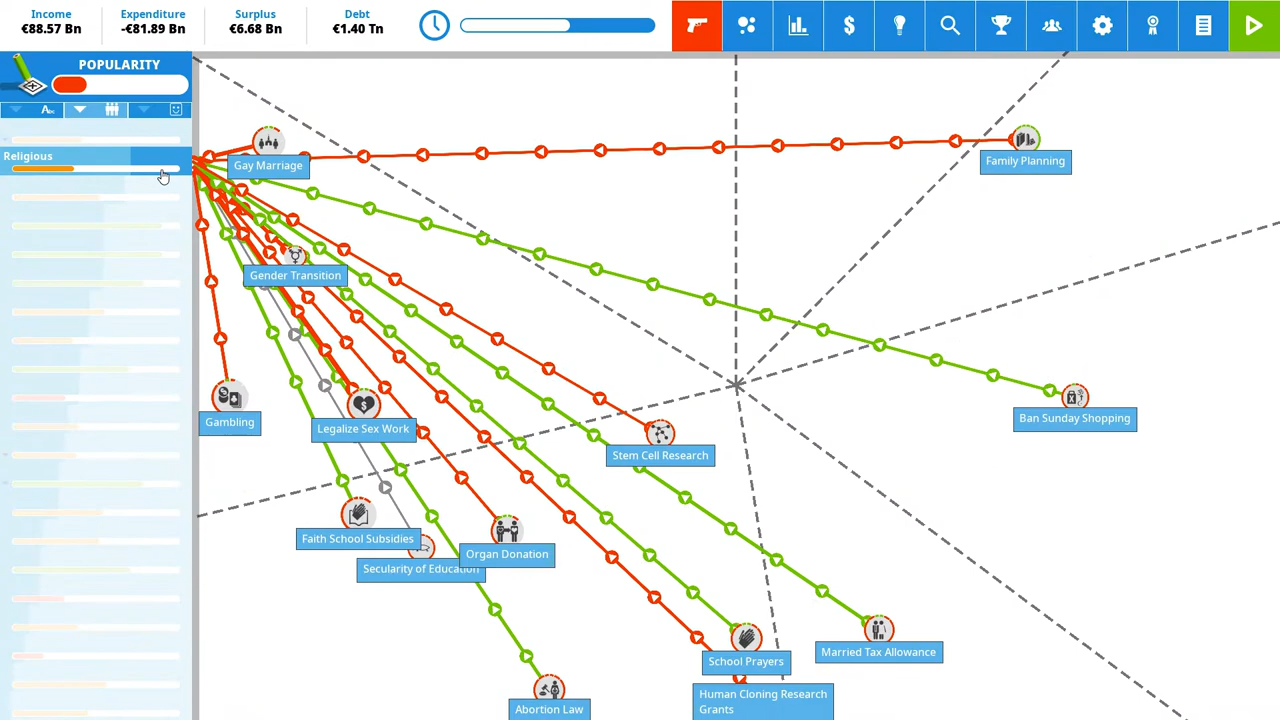 Income
Expenditure
Surplus
Debt
€88.57 Bn
-€81.89 Bn
€6.68 Bn
€1.40 Tn
POPULARITY
Religious
Gay Marriage
Family Planning
Gender Transition
Gambling
Legalize Sex Work
Stem Cell Research
Ban Sunday Shopping
Faith School Subsidies
Secularity of Education
Organ Donation
Married Tax Allowance
School Prayers
Human Cloning Research
Grants
Abortion Law